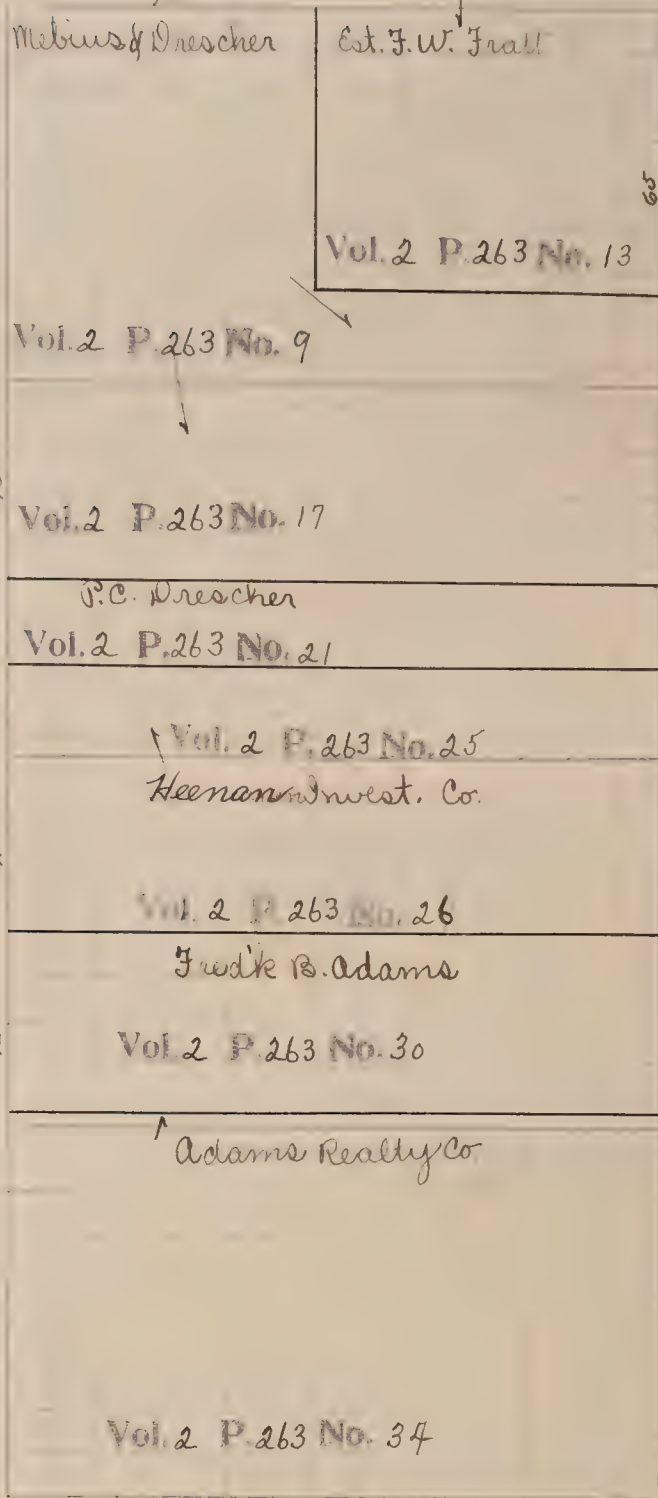 Mebius & Drescher
Est. F. W. Fratt
65
Vol. 2 P. 263 No. 13
Vol. 2 P. 263 No. 9
Vol. 2 P. 263 No. 17
P.C. Drescher
Vol. 2 P. 263 No. 21
Vol. 2 P. 263 No. 25
Heenan Invest. Co.
Vol. 2 P. 263 No. 26
Fred'k B. Adams
Vol. 2 P. 263 No. 30
Adams Realty Co
Vol. 2 P. 263 No. 34